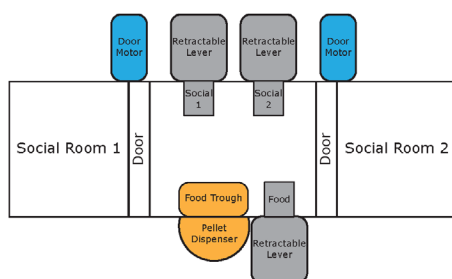 Door
Motor
Retractable
Lever
Retractable
Lever
Door
Motor
Social
1
Social
2
Social Room 1
Door
Door
Social Room 2
Food Trough
Food
Pellet
Dispenser
Retractable
Lever